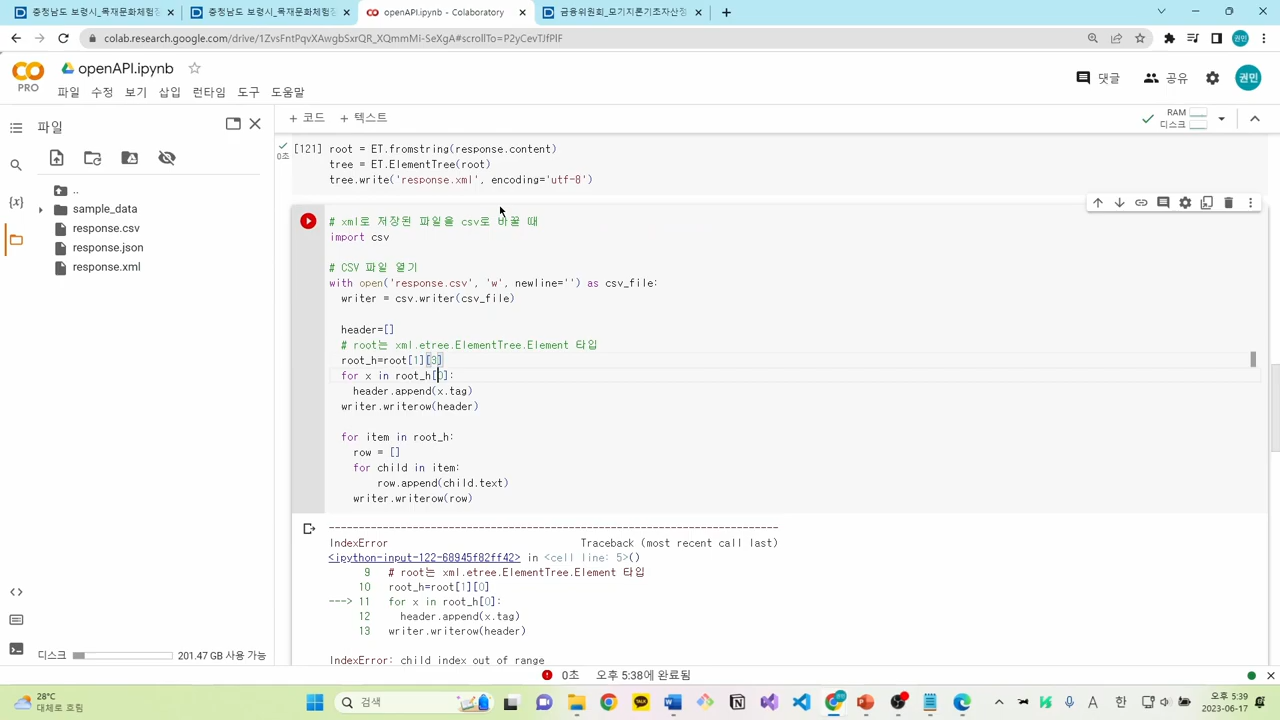 충청남도 보령시_목재문화체험장
충청남도 보령시_목재문화체험장
openAPI.ipynb - Colaboratory
금융위원회_모기지론기초자산정
colab.research.google.com/drive/1ZvsFntPqvXAwgbSxrQR_XQmmMI-SeXgA#scrollTo=P2yCevTJfPlF
권민
PRO
openAPI.ipynb
파일 수정 보기 삽입 런타임 도구 도움말
댓글
공유
권민
파일
+ 코드 + 텍스트
RAM
디스크
..
sample_data
response.csv
response.json
response.xml
0초
[121] root = ET.fromstring(response.content)
tree = ET.ElementTree(root)
tree.write('response.xml', encoding='utf-8')
# xml로 저장된 파일을 csv로 바꿀 때
import csv
# CSV 파일 열기
with open('response.csv', 'w', newline='') as csv_file:
writer = csv.writer(csv_file)
header=[]
# root는 xml.etree.ElementTree.Element 타입
root_h=root[1][3]
for x in root_h[0]:
header.append(x.tag)
writer.writerow(header)
for item in root_h:
row = []
for child in item:
row.append(child.text)
writer.writerow(row)
---------------------------------------------------------------------------
IndexError Traceback (most recent call last)
<ipython-input-122-68945f82ff42> in <cell line: 5>()
9 # root는 xml.etree.ElementTree.Element 타입
10 root_h=root[1][0]
---> 11 for x in root_h[0]:
12 header.append(x.tag)
13 writer.writerow(header)
IndexError: child index out of range
디스크 201.47 GB 사용 가능
0초 오후 5:38에 완료됨
28°C
대체로 흐림
검색
A 한
오후 5:39
2023-06-17